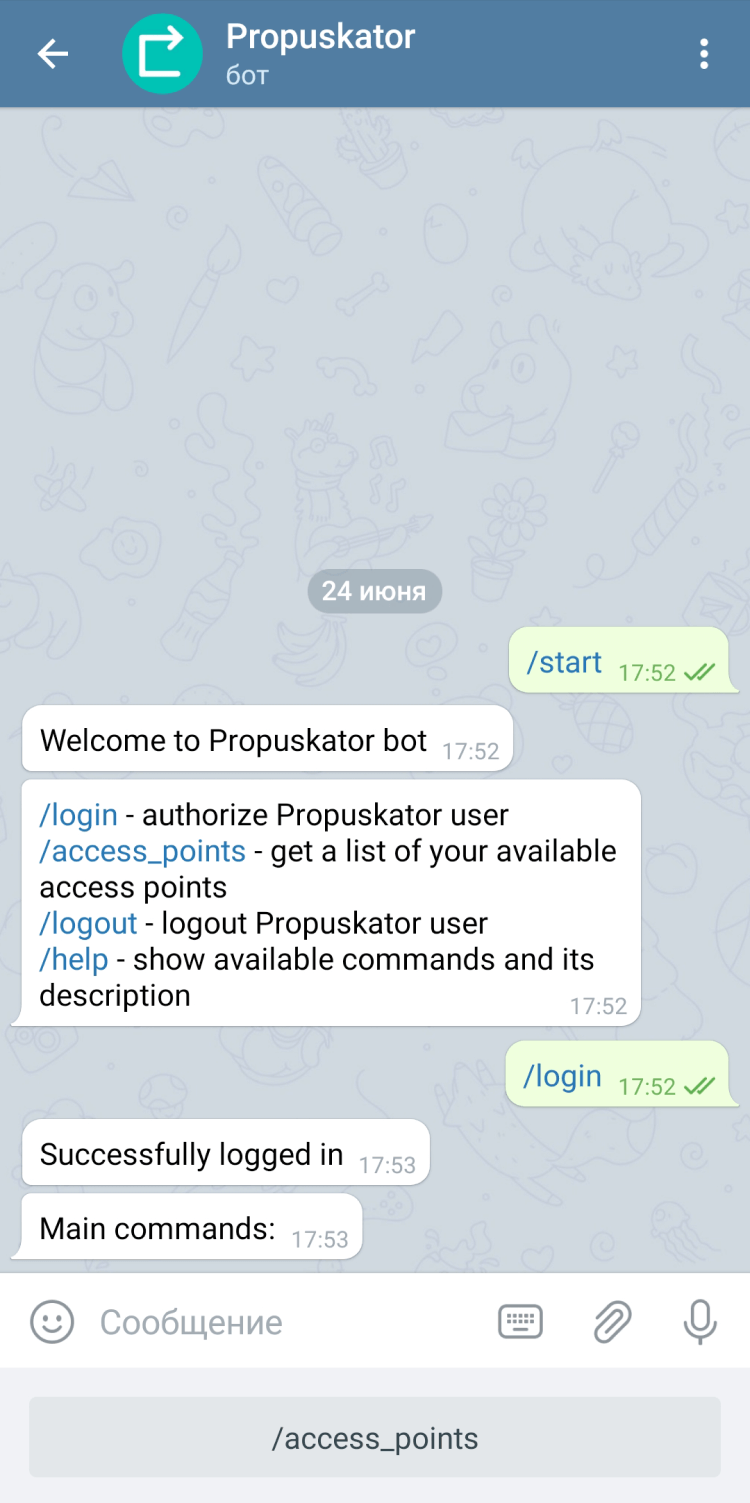 Propuskator
бот
24 июня
/start 17:52
Welcome to Propuskator bot 17:52
/login - authorize Propuskator user
/access_points - get a list of your available
access points
/logout - logout Propuskator user
/help - show available commands and its
description 17:52
/login 17:52
Successfully logged in 17:53
Main commands: 17:53
Сообщение
/access_points